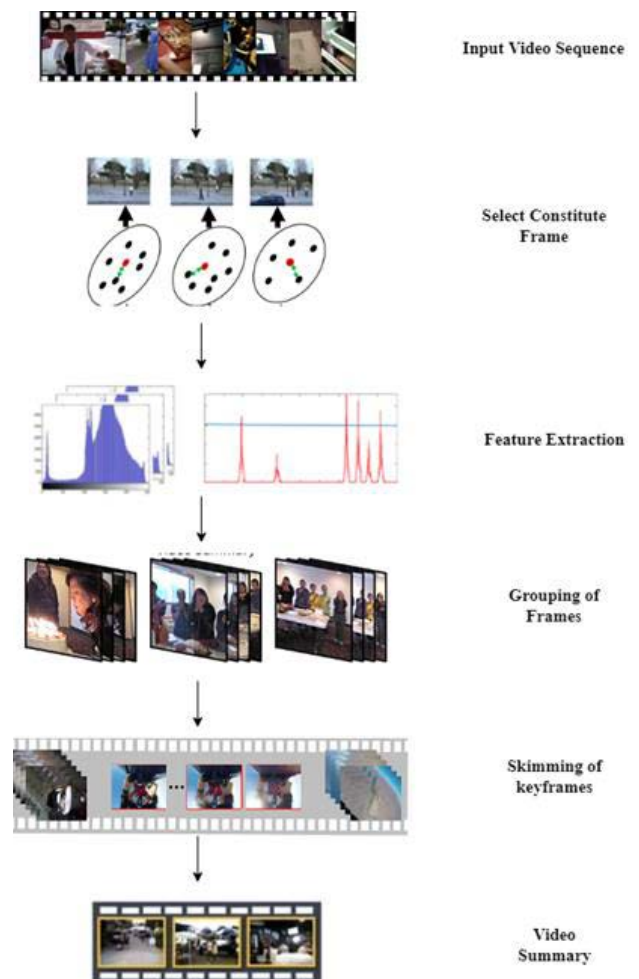 Input Video Sequence
Select Constitute
Frame
Feature Extraction
Grouping of
Frames
Skimming of
keyframes
Video
Summary